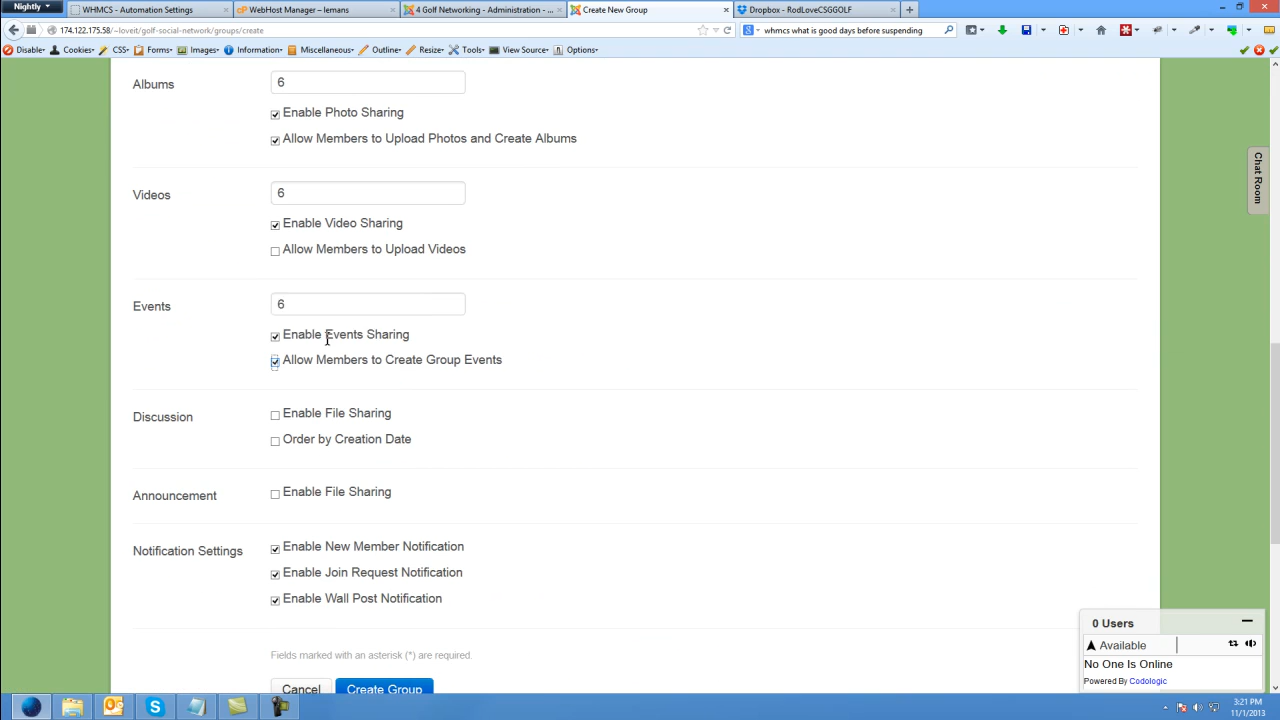 Nightly
WHMCS - Automation Settings
WebHost Manager – lemans
4 Golf Networking - Administration - ...
Create New Group
Dropbox - RodLoveCSGGOLF
174.122.175.58/~loveit/golf-social-network/groups/create
whmcs what is good days before suspending
Disable
Cookies
CSS
Forms
Images
Information
Miscellaneous
Outline
Resize
Tools
View Source
Options
Albums
6
Enable Photo Sharing
Allow Members to Upload Photos and Create Albums
Chat Room
Videos
6
Enable Video Sharing
Allow Members to Upload Videos
Events
6
Enable Events Sharing
Allow Members to Create Group Events
Discussion
Enable File Sharing
Order by Creation Date
Announcement
Enable File Sharing
Notification Settings
Enable New Member Notification
Enable Join Request Notification
Enable Wall Post Notification
Fields marked with an asterisk (*) are required.
Cancel
Create Group
0 Users
Available
No One Is Online
Powered By Codologic
3:21 PM
11/1/2013